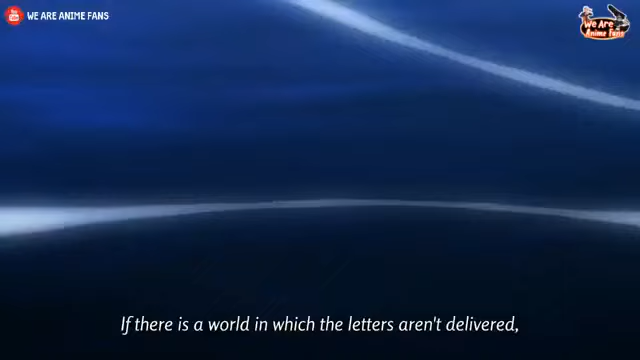 WE ARE ANIME FANS
We Are
Anime Fans
If there is a world in which the letters aren't delivered,